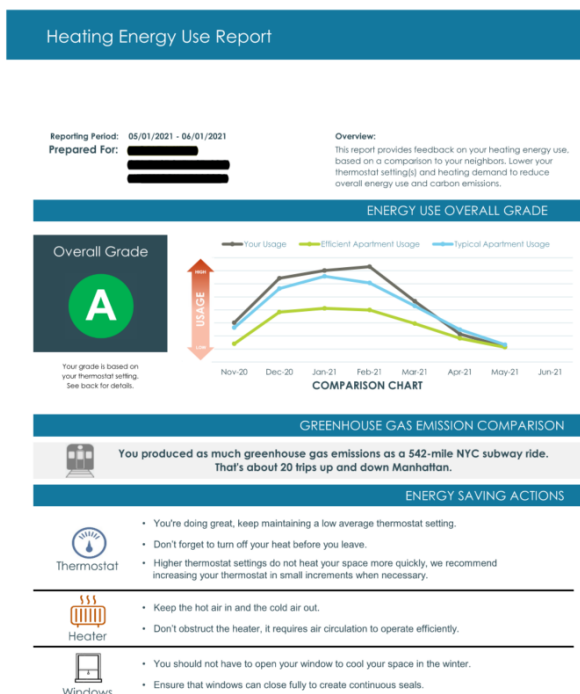 Heating Energy Use Report
Reporting Period: 05/01/2021 - 06/01/2021
Prepared For:
Overview:
This report provides feedback on your heating energy use,
based on a comparison to your neighbors. Lower your
thermostat setting(s) and heating demand to reduce
overall energy use and carbon emissions.
ENERGY USE OVERALL GRADE
Overall Grade
A
Your grade is based on
your thermostat setting.
See back for details.
Your Usage Efficient Apartment Usage Typical Apartment Usage
HIGH
USAGE
LOW
Nov-20 Dec-20 Jan-21 Feb-21 Mar-21 Apr-21 May-21 Jun-21
COMPARISON CHART
GREENHOUSE GAS EMISSION COMPARISON
You produced as much greenhouse gas emissions as a 542-mile NYC subway ride.
That's about 20 trips up and down Manhattan.
ENERGY SAVING ACTIONS
Thermostat
• You're doing great, keep maintaining a low average thermostat setting.
• Don't forget to turn off your heat before you leave.
• Higher thermostat settings do not heat your space more quickly, we recommend
increasing your thermostat in small increments when necessary.
Heater
• Keep the hot air in and the cold air out.
• Don't obstruct the heater, it requires air circulation to operate efficiently.
Windows
• You should not have to open your window to cool your space in the winter.
• Ensure that windows can close fully to create continuous seals.